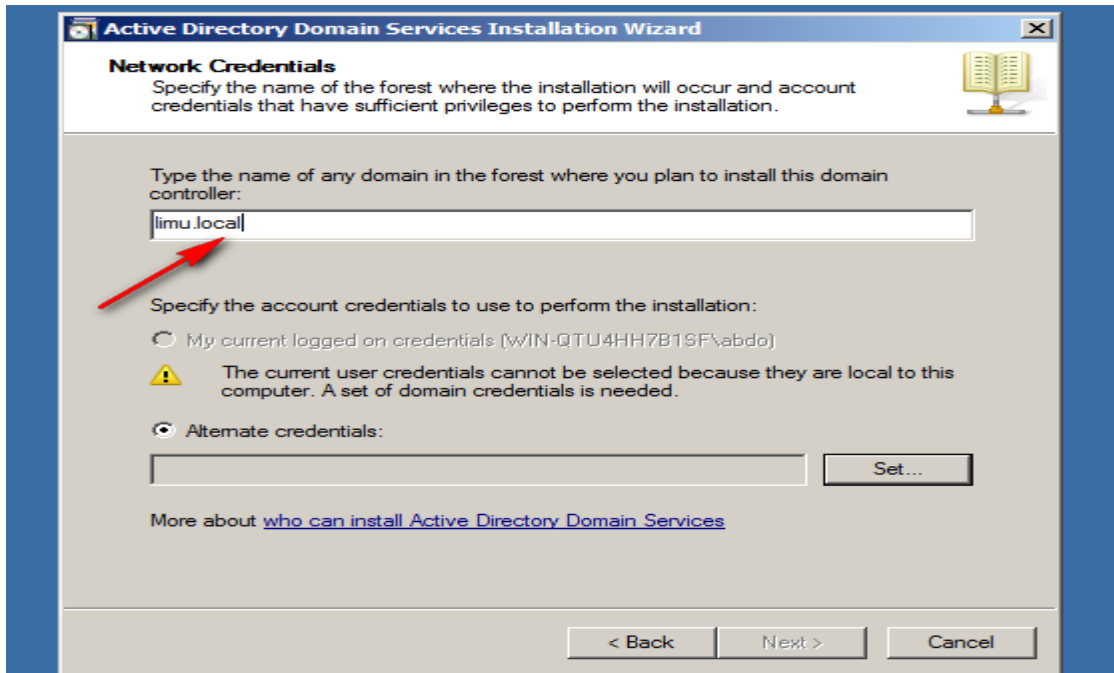 Active Directory Domain Services Installation Wizard
Network Credentials
Specify the name of the forest where the installation will occur and account
credentials that have sufficient privileges to perform the installation.
Type the name of any domain in the forest where you plan to install this domain
controller:
limu.local
Specify the account credentials to use to perform the installation:
My current logged on credentials (WIN-QTU4HH7B1SF\abdo)
The current user credentials cannot be selected because they are local to this
computer. A set of domain credentials is needed.
Alternate credentials:
Set...
More about who can install Active Directory Domain Services
< Back Next > Cancel